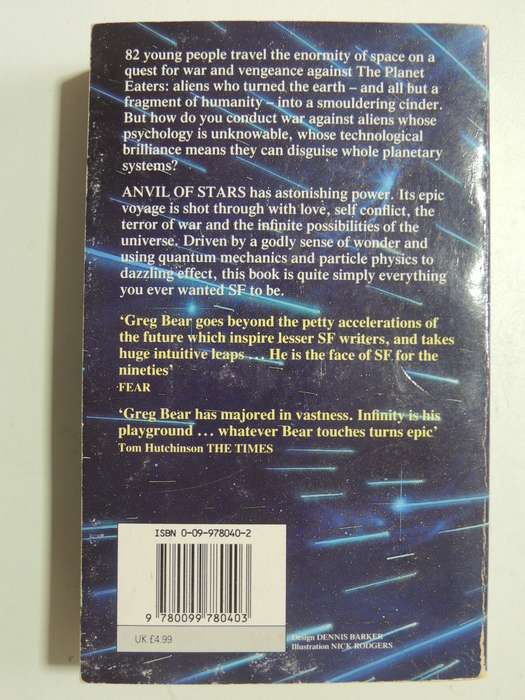 82 young people travel the enormity of space on a
quest for war and vengeance against The Planet
Eaters: aliens who turned the earth – and all but a
fragment of humanity – into a smouldering cinder.
But how do you conduct war against aliens whose
psychology is unknowable, whose technological
brilliance means they can disguise whole planetary
systems?
ANVIL OF STARS has astonishing power. Its epic
voyage is shot through with love, self conflict, the
terror of war and the infinite possibilities of the
universe. Driven by a godly sense of wonder and
using quantum mechanics and particle physics to
dazzling effect, this book is quite simply everything
you ever wanted SF to be.
‘Greg Bear goes beyond the petty accelerations of
the future which inspire lesser SF writers, and takes
huge intuitive leaps ... He is the face of SF for the
nineties’
FEAR
‘Greg Bear has majored in vastness. Infinity is his
playground ... whatever Bear touches turns epic’
Tom Hutchinson THE TIMES
ISBN 0-09-978040-2
9 780099 780403
UK £4.99
Design DENNIS BARKER
Illustration NICK RODGERS